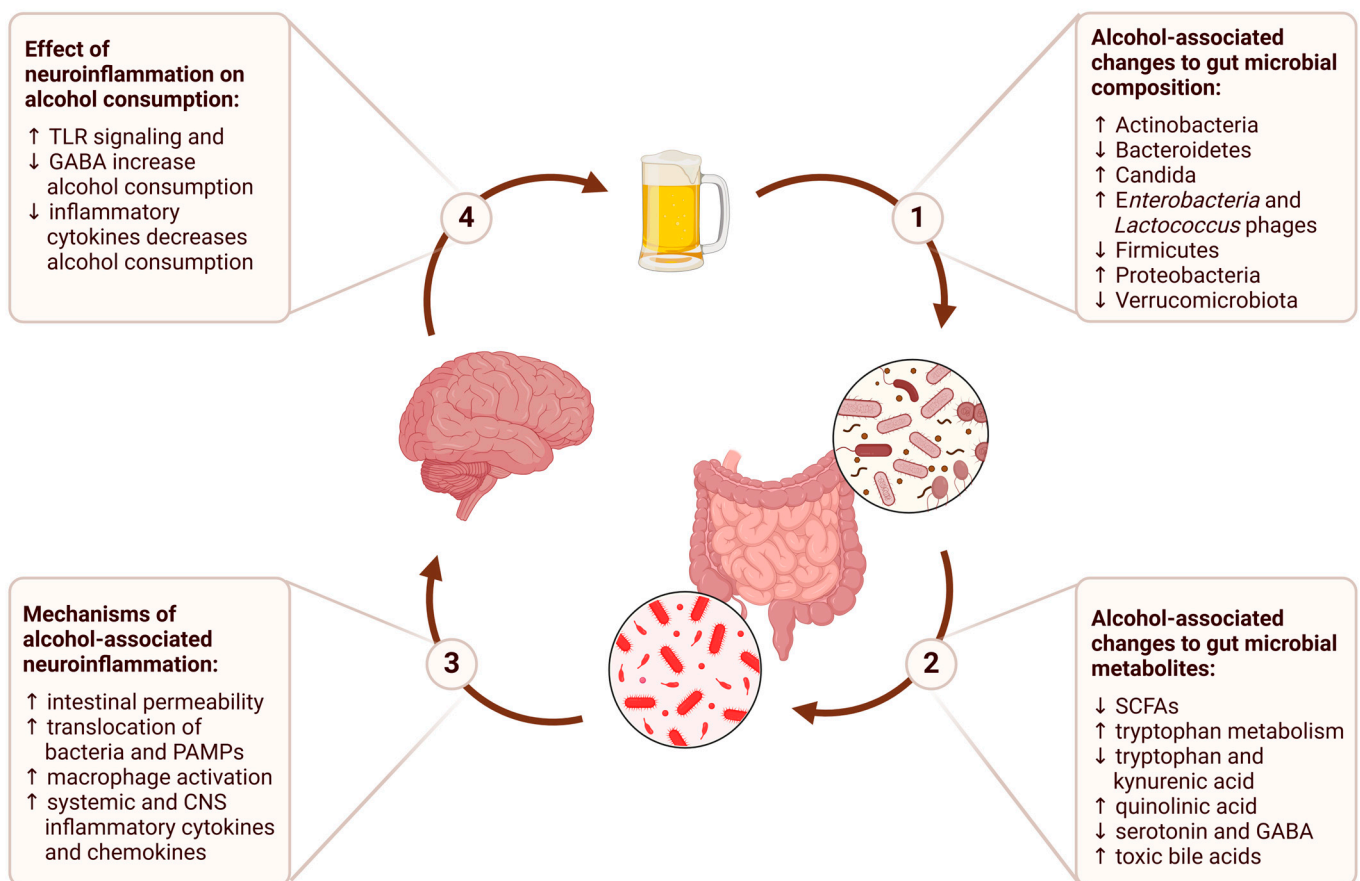 Effect of
neuroinflammation on
alcohol consumption:
↑ TLR signaling and
↓ GABA increase
alcohol consumption
↓ inflammatory
cytokines decreases
alcohol consumption
4
Alcohol-associated
changes to gut microbial
composition:
↑ Actinobacteria
↓ Bacteroidetes
↑ Candida
↑ Enterobacteria and
Lactococcus phages
↓ Firmicutes
↑ Proteobacteria
↓ Verrucomicrobiota
1
Mechanisms of
alcohol-associated
neuroinflammation:
↑ intestinal permeability
↑ translocation of
bacteria and PAMPs
↑ macrophage activation
↑ systemic and CNS
inflammatory cytokines
and chemokines
3
2
Alcohol-associated
changes to gut microbial
metabolites:
↓ SCFAs
↑ tryptophan metabolism
↓ tryptophan and
kynurenic acid
↑ quinolinic acid
↓ serotonin and GABA
↑ toxic bile acids